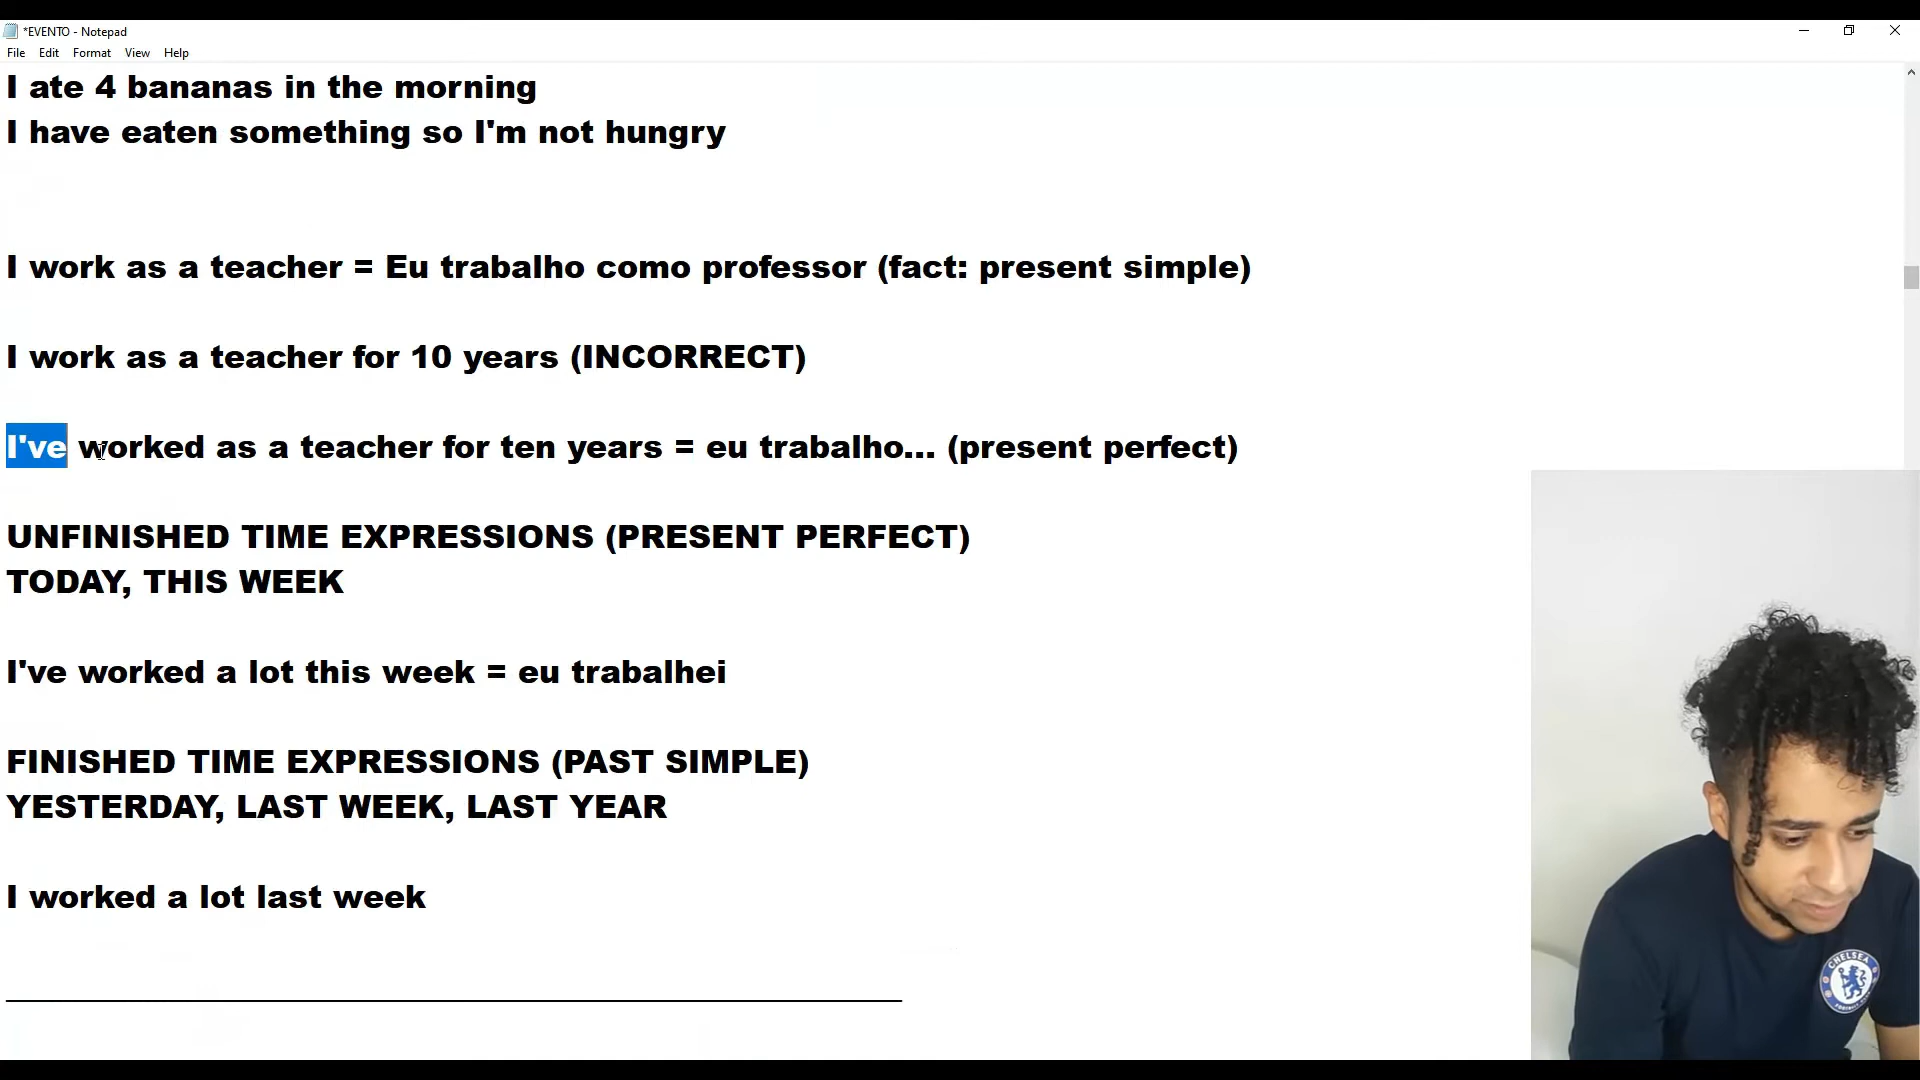 *EVENTO - Notepad
File Edit Format View Help
I ate 4 bananas in the morning
I have eaten something so I'm not hungry
I work as a teacher = Eu trabalho como professor (fact: present simple)
I work as a teacher for 10 years (INCORRECT)
I've worked as a teacher for ten years = eu trabalho... (present perfect)
UNFINISHED TIME EXPRESSIONS (PRESENT PERFECT)
TODAY, THIS WEEK
I've worked a lot this week = eu trabalhei
FINISHED TIME EXPRESSIONS (PAST SIMPLE)
YESTERDAY, LAST WEEK, LAST YEAR
I worked a lot last week
CHELSEA
FOOTBALL CLUB